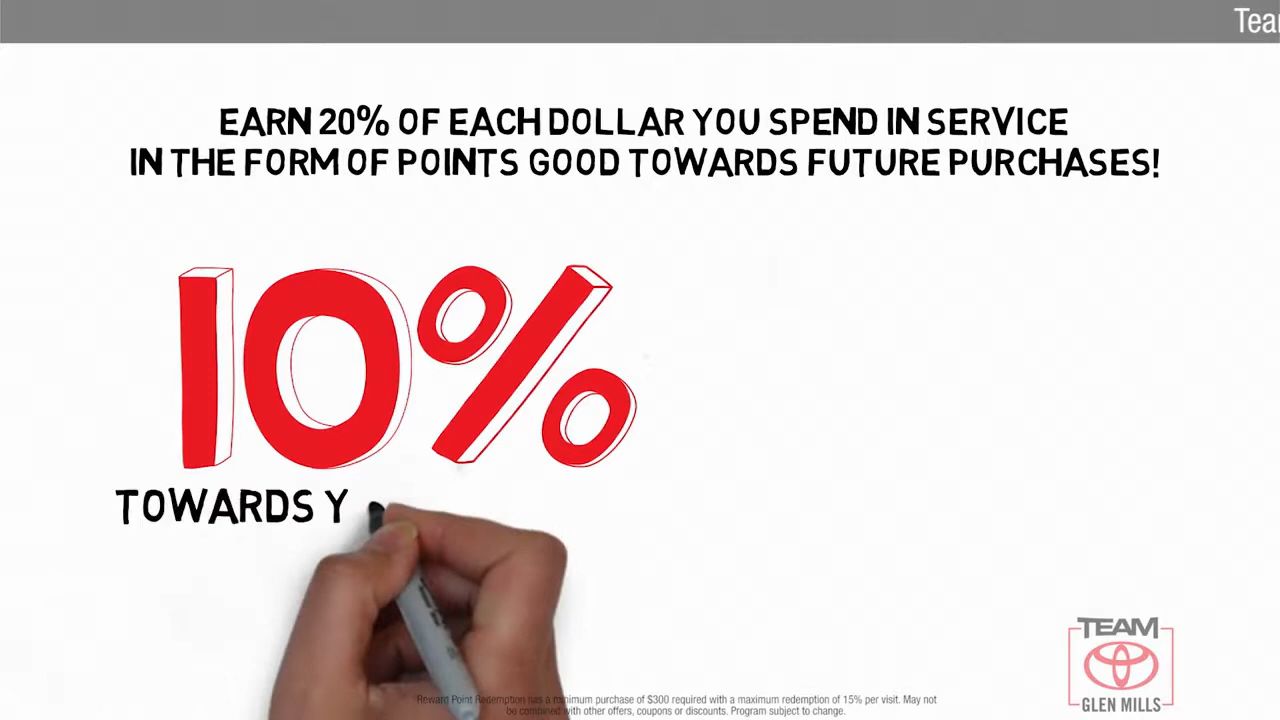 Tea
EARN 20% OF EACH DOLLAR YOU SPEND IN SERVICE
IN THE FORM OF POINTS GOOD TOWARDS FUTURE PURCHASES!
10%
TOWARDS Y
TEAM
GLEN MILLS
Reward Point Redemption has a minimum purchase of $300 required with a maximum redemption of 15% per visit. May not
be combined with other offers, coupons or discounts. Program subject to change.